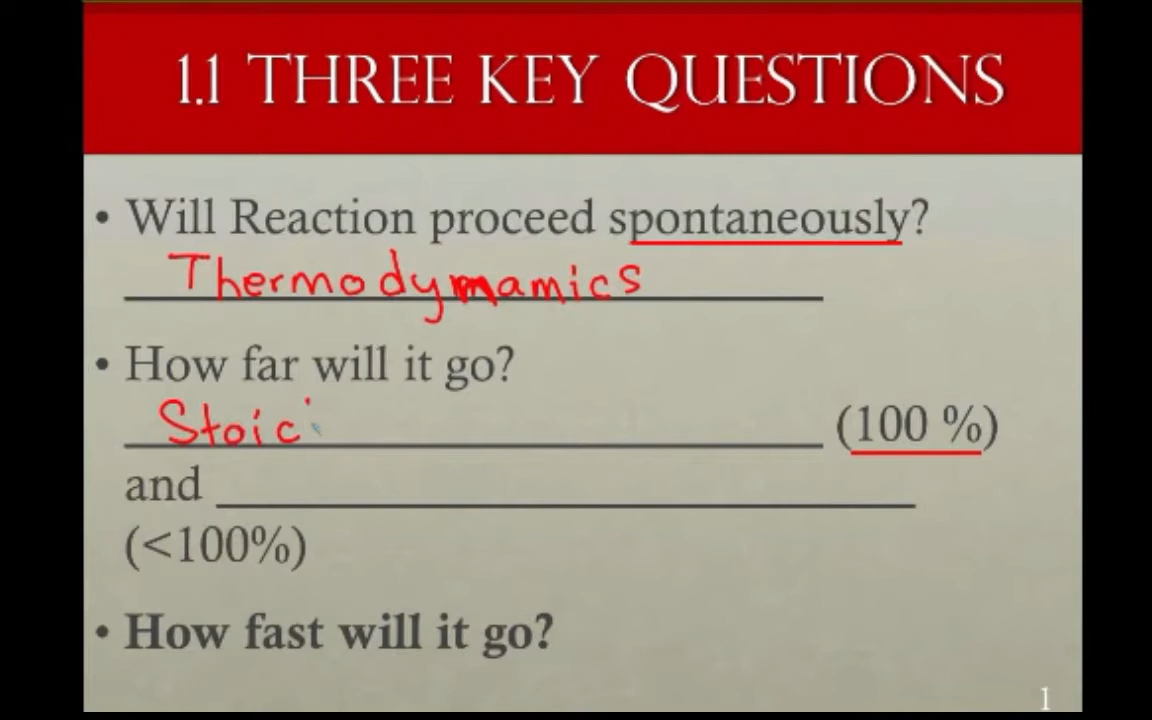 1.1 THREE KEY QUESTIONS
• Will Reaction proceed spontaneously?
Thermodymamics
• How far will it go?
Stoic (100 %)
and
(<100%)
• How fast will it go?
1